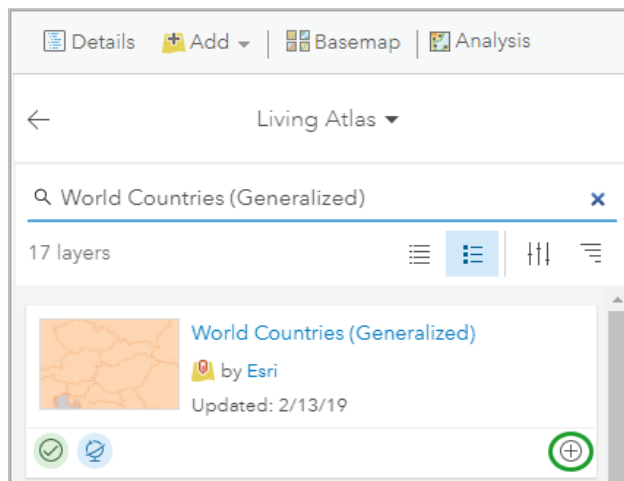 Details Add Basemap Analysis
Living Atlas
World Countries (Generalized)
17 layers
World Countries (Generalized)
by Esri
Updated: 2/13/19